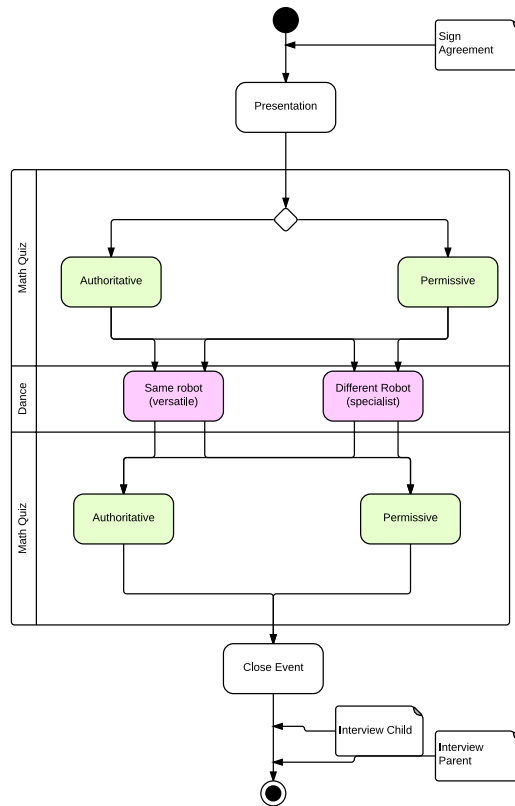 Sign
Agreement
Presentation
Math Quiz
Authoritative
Permissive
Dance
Same robot
(versatile)
Different Robot
(specialist)
Math Quiz
Authoritative
Permissive
Close Event
Interview Child
Interview
Parent